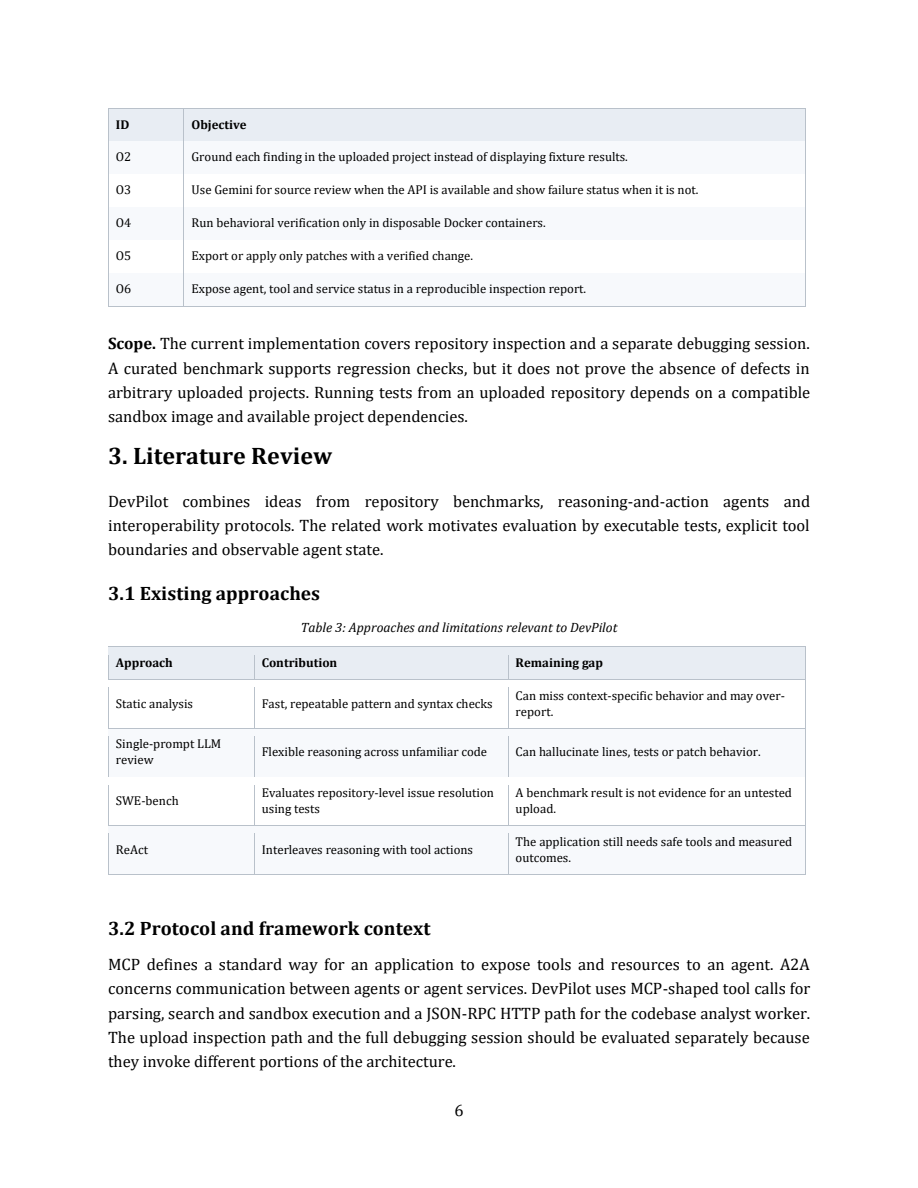 ID Objective
O2 Ground each finding in the uploaded project instead of displaying fixture results.
O3 Use Gemini for source review when the API is available and show failure status when it is not.
O4 Run behavioral verification only in disposable Docker containers.
O5 Export or apply only patches with a verified change.
O6 Expose agent, tool and service status in a reproducible inspection report.
Scope. The current implementation covers repository inspection and a separate debugging session.
A curated benchmark supports regression checks, but it does not prove the absence of defects in
arbitrary uploaded projects. Running tests from an uploaded repository depends on a compatible
sandbox image and available project dependencies.
3. Literature Review
DevPilot combines ideas from repository benchmarks, reasoning-and-action agents and
interoperability protocols. The related work motivates evaluation by executable tests, explicit tool
boundaries and observable agent state.
3.1 Existing approaches
Table 3: Approaches and limitations relevant to DevPilot
Approach Contribution Remaining gap
Static analysis Fast, repeatable pattern and syntax checks Can miss context-specific behavior and may over-
report.
Single-prompt LLM
review Flexible reasoning across unfamiliar code Can hallucinate lines, tests or patch behavior.
SWE-bench Evaluates repository-level issue resolution
using tests A benchmark result is not evidence for an untested
upload.
ReAct Interleaves reasoning with tool actions The application still needs safe tools and measured
outcomes.
3.2 Protocol and framework context
MCP defines a standard way for an application to expose tools and resources to an agent. A2A
concerns communication between agents or agent services. DevPilot uses MCP-shaped tool calls for
parsing, search and sandbox execution and a JSON-RPC HTTP path for the codebase analyst worker.
The upload inspection path and the full debugging session should be evaluated separately because
they invoke different portions of the architecture.
6